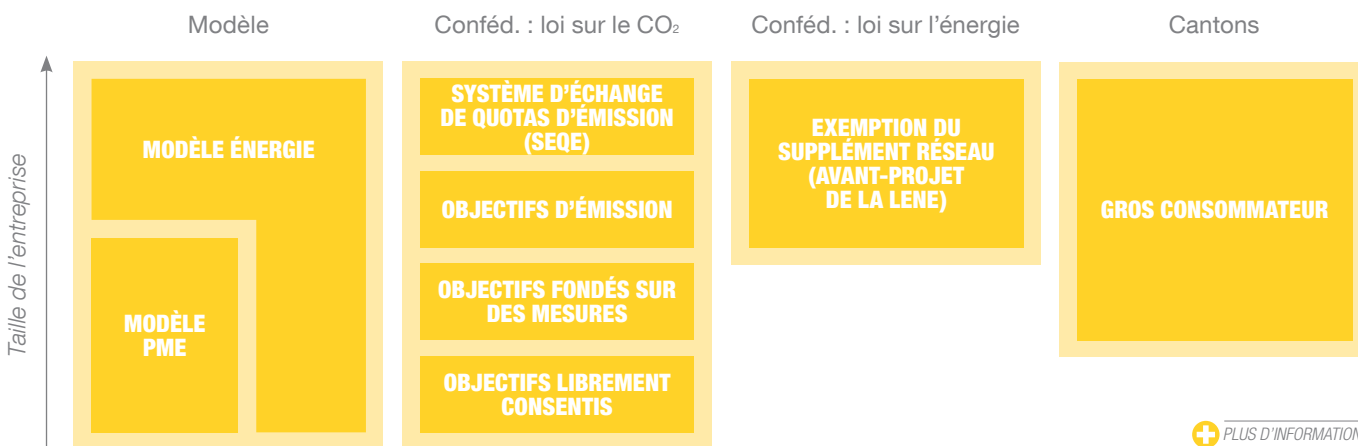 Modèle
Conféd. : loi sur le CO₂
Conféd. : loi sur l’énergie
Cantons
Taille de l’entreprise
MODÈLE ÉNERGIE
MODÈLE
PME
SYSTÈME D’ÉCHANGE
DE QUOTAS D’ÉMISSION
(SEQE)
OBJECTIFS D’ÉMISSION
OBJECTIFS FONDÉS SUR
DES MESURES
OBJECTIFS LIBREMENT
CONSENTIS
EXEMPTION DU
SUPPLÉMENT RÉSEAU
(AVANT-PROJET
DE LA LENE)
GROS CONSOMMATEUR
PLUS D’INFORMATION